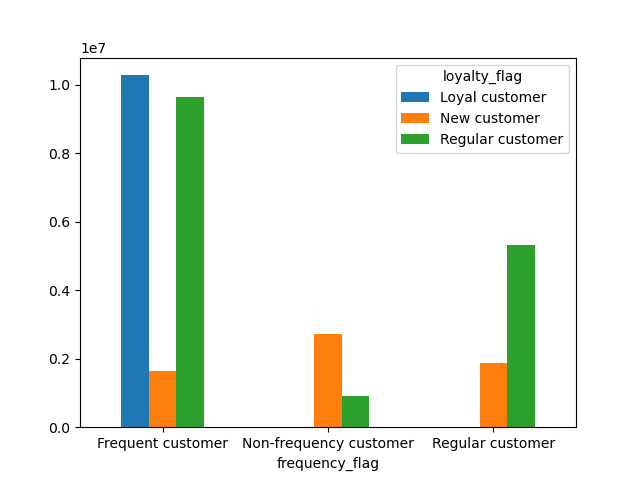 1e7
loyalty_flag
Loyal customer
New customer
Regular customer
1.0
0.8
0.6
0.4
0.2
0.0
Frequent customer Non-frequency customer Regular customer
frequency_flag